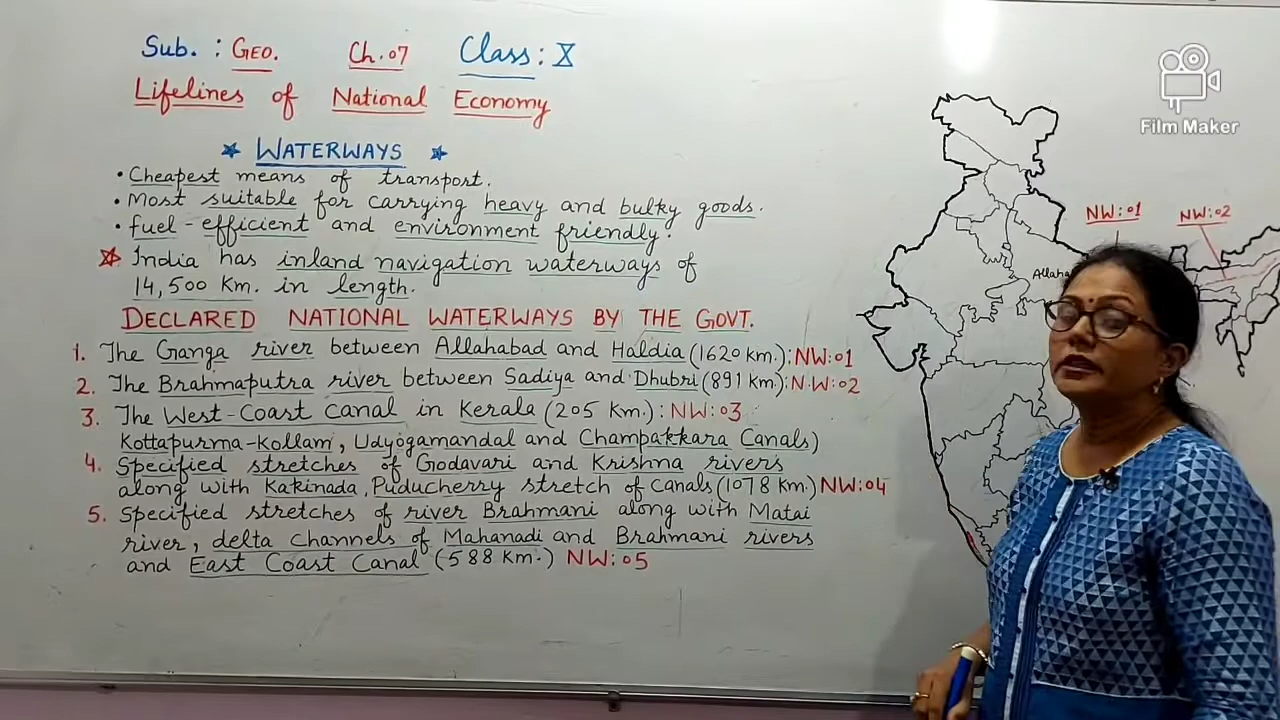 Sub. : GEO. Ch.07 Class: X
Lifelines of National Economy
WATERWAYS
• Cheapest means of transport.
• Most suitable for carrying heavy and bulky goods.
• fuel-efficient and environment friendly.
India has inland navigation waterways of
14,500 Km. in length.
DECLARED NATIONAL WATERWAYS BY THE GOVT.
1. The Ganga river between Allahabad and Haldia (1620 km.): NW:01
2. The Brahmaputra river between Sadiya and Dhubri (891 km): N.W:02
3. The West-Coast Canal in Kerala (205 Km.): NW:03
Kottapurma-Kollam, Udyogamandal and Champakkara Canals)
4. Specified stretches of Godavari and Krishna rivers
along with Kakinada, Puducherry stretch of canals (1078 Km.) NW:04
5. Specified stretches of river Brahmani along with Matai
river, delta channels of Mahanadi and Brahmani rivers
and East Coast Canal (588 Km.) NW:05
NW:01
NW:02
Allaha
Film Maker